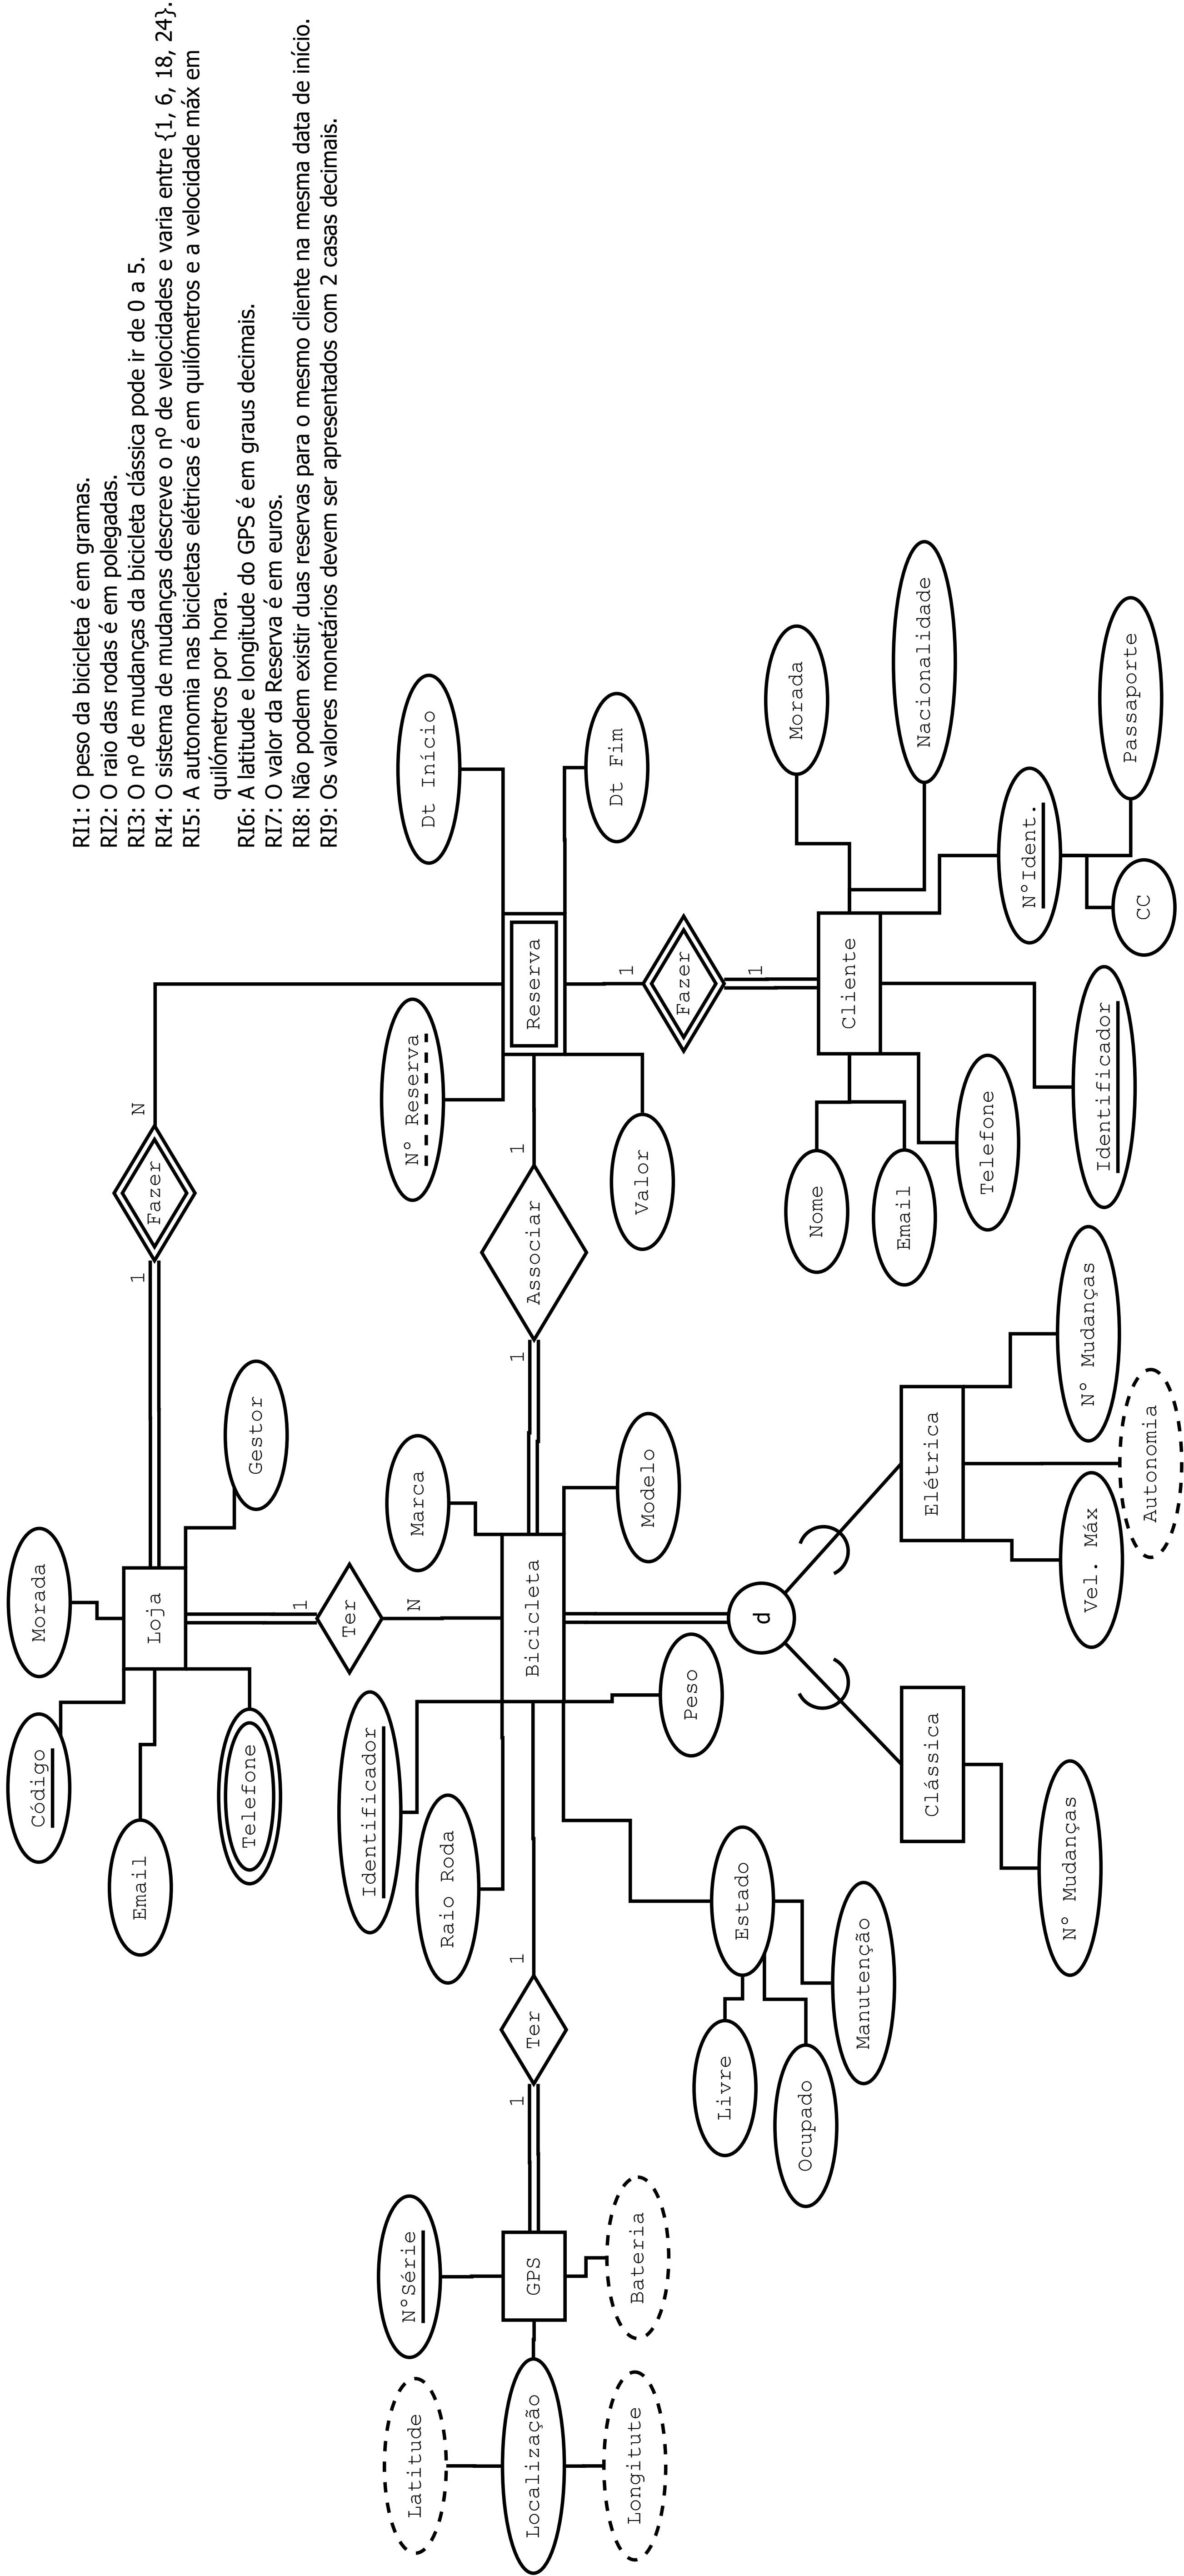 Código
Morada
RI1: O peso da bicicleta é em gramas.
RI2: O raio das rodas é em polegadas.
RI3: O nº de mudanças da bicicleta clássica pode ir de 0 a 5.
RI4: O sistema de mudanças descreve o nº de velocidades e varia entre {1, 6, 18, 24}.
RI5: A autonomia nas bicicletas elétricas é em quilómetros e a velocidade máx em
quilómetros por hora.
RI6: A latitude e longitude do GPS é em graus decimais.
RI7: O valor da Reserva é em euros.
RI8: Não podem existir duas reservas para o mesmo cliente na mesma data de início.
RI9: Os valores monetários devem ser apresentados com 2 casas decimais.
Email
Loja
1
Fazer
N
Telefone
Gestor
1
Ter
N
Identificador
Raio Roda
Marca
Nº Reserva
Dt Início
Latitude
NºSérie
Localização
GPS
1
Ter
1
Bicicleta
1
Associar
1
Reserva
Longitute
Bateria
Modelo
Valor
Dt Fim
1
Fazer
1
Peso
Livre
Estado
d
Ocupado
Manutenção
Nome
Morada
Cliente
Email
Nacionalidade
Clássica
Elétrica
Telefone
NºIdent.
Nº Mudanças
Vel. Máx
Nº Mudanças
Identificador
CC
Passaporte
Autonomia